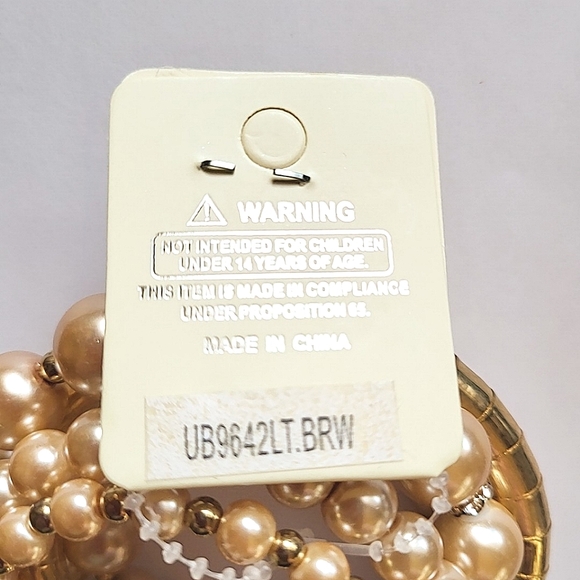 ⚠ WARNING
NOT INTENDED FOR CHILDREN
UNDER 14 YEARS OF AGE.
THIS ITEM IS MADE IN COMPLIANCE
UNDER PROPOSITION 65.
MADE IN CHINA
UB9642LT.BRW